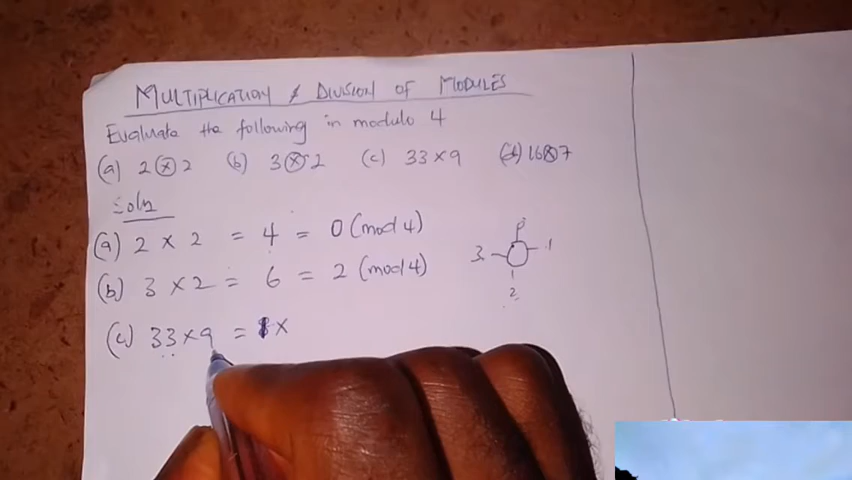 MULTIPLICATION & DIVISION OF MODULES
Evaluate the following in modulo 4
(a) 2 ⊗ 2 (b) 3 ⊗ 2 (c) 33 × 9 (d) 16 ⊗ 7
Soln
(a) 2 × 2 = 4 = 0 (mod 4)
(b) 3 × 2 = 6 = 2 (mod 4)
(c) 33 × 9 = 1 ×
0
3 1
2